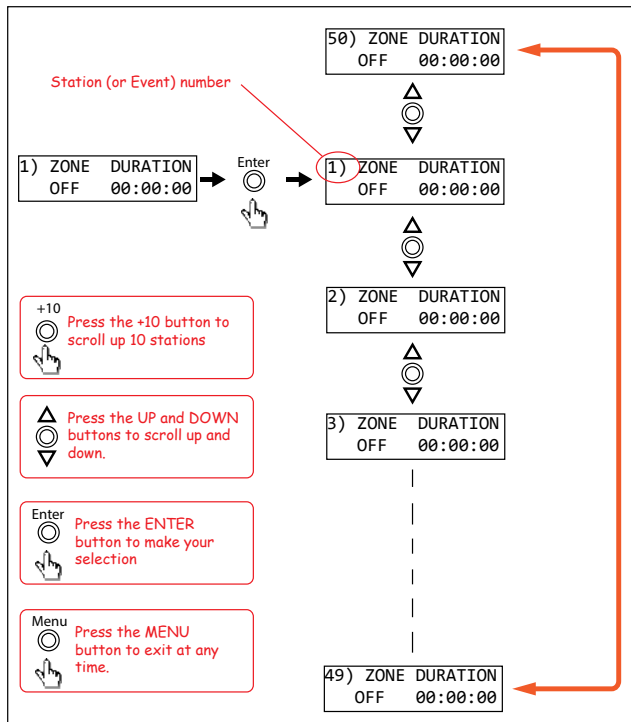 50) ZONE DURATION
OFF 00:00:00
Station (or Event) number
1) ZONE DURATION
OFF 00:00:00
Enter
1) ZONE DURATION
OFF 00:00:00
2) ZONE DURATION
OFF 00:00:00
+10
Press the +10 button to
scroll up 10 stations
Press the UP and DOWN
buttons to scroll up and
down.
3) ZONE DURATION
OFF 00:00:00
Enter
Press the ENTER
button to make your
selection
Menu
Press the MENU
button to exit at any
time.
49) ZONE DURATION
OFF 00:00:00